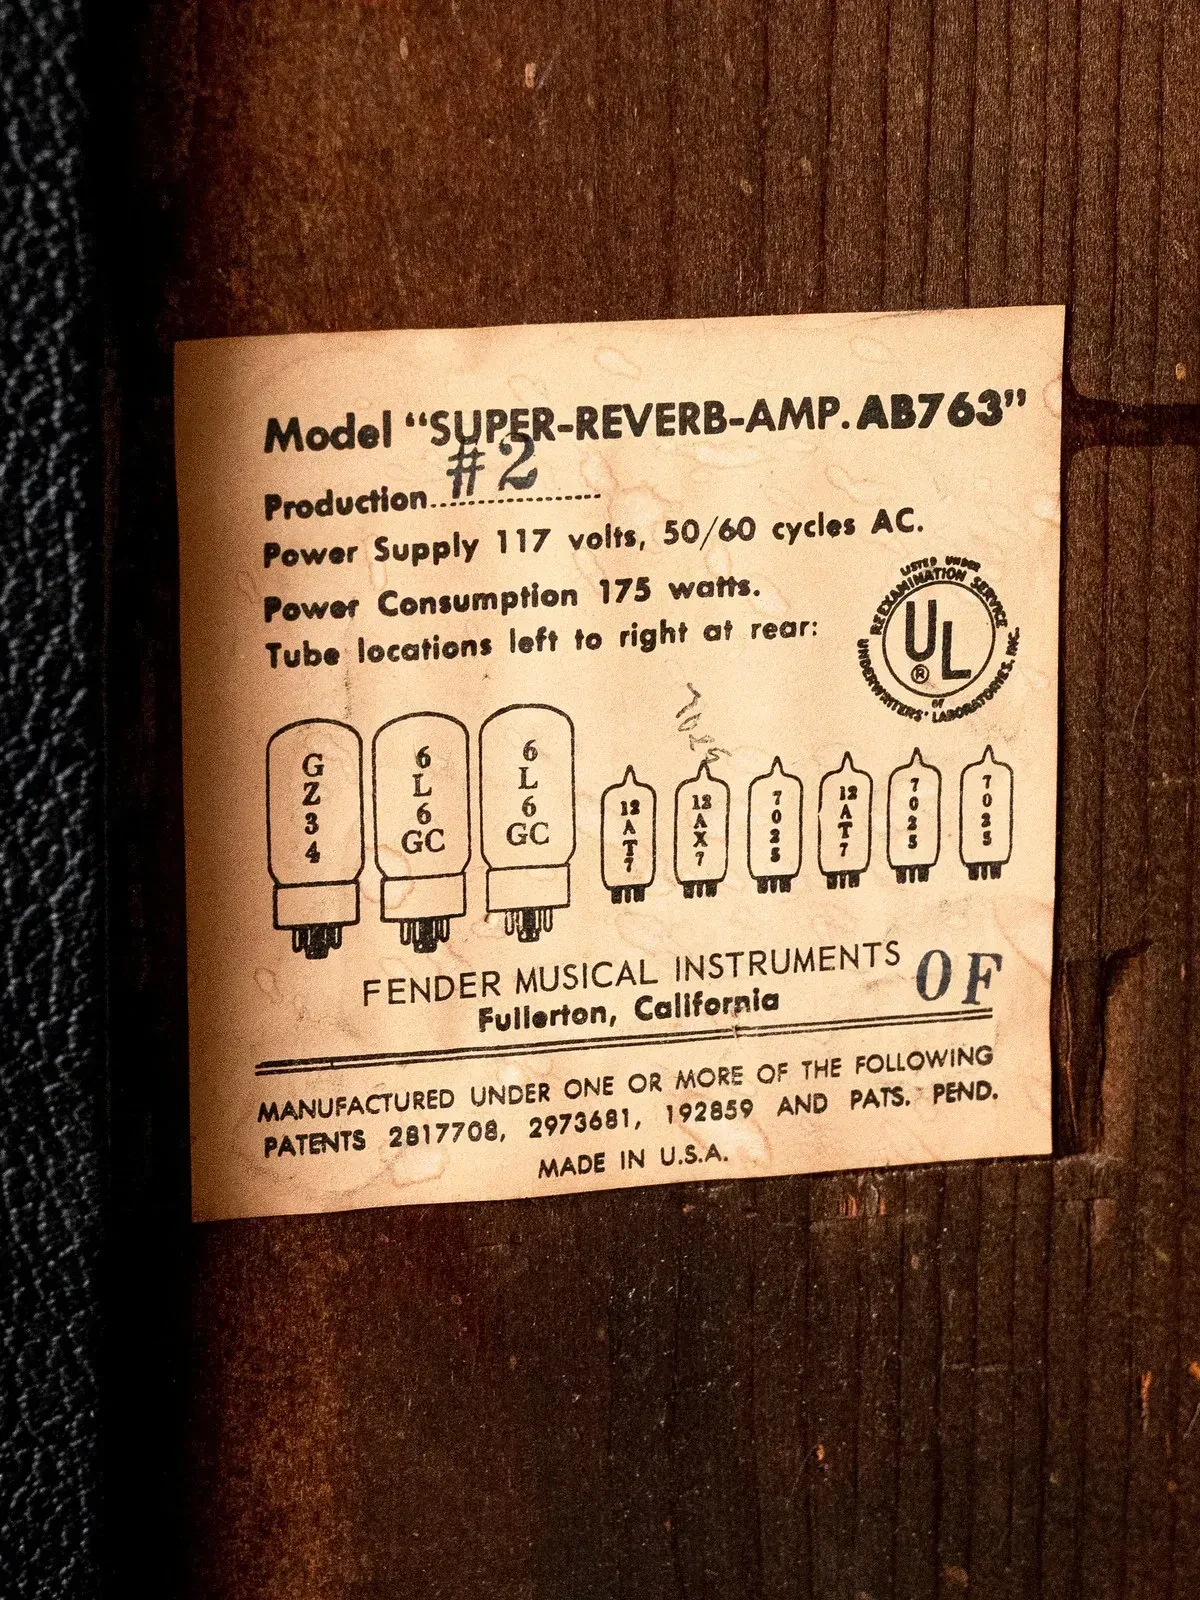 Model “SUPER-REVERB-AMP. AB763”
Production.................. #2
Power Supply 117 volts, 50/60 cycles AC.
Power Consumption 175 watts.
Tube locations left to right at rear:
LISTED UNDER
REEXAMINATION SERVICE
UL®
OF
UNDERWRITERS' LABORATORIES, INC.
7025
GZ34 6L6GC 6L6GC 12AT7 12AX7 7025 12AT7 7025 7025
FENDER MUSICAL INSTRUMENTS OF
Fullerton, California
MANUFACTURED UNDER ONE OR MORE OF THE FOLLOWING
PATENTS 2817708, 2973681, 192859 AND PATS. PEND.
MADE IN U.S.A.